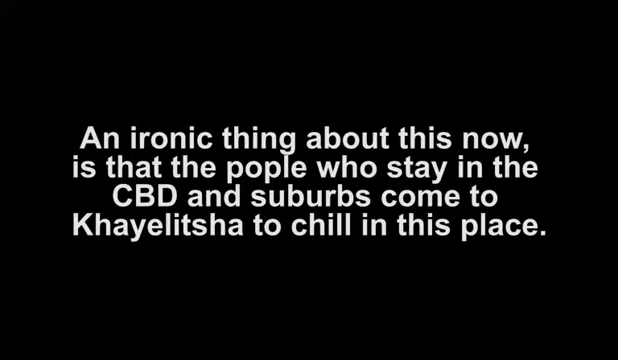 An ironic thing about this now,
is that the pople who stay in the
CBD and suburbs come to
Khayelitsha to chill in this place.